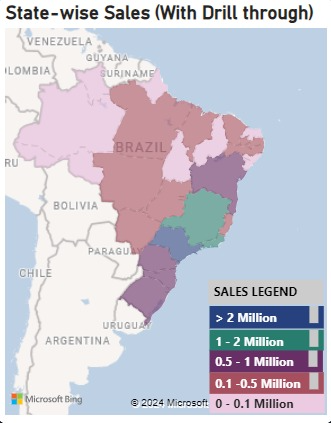 State-wise Sales (With Drill through)
VENEZUELA
GUYANA
OLOMBIA
SURINAME
BRAZIL
RU
BOLIVIA
PARAGUA
CHILE
URUGUAY
ARGENTINA
SALES LEGEND
> 2 Million
1 - 2 Million
0.5 - 1 Million
0.1 -0.5 Million
0 - 0.1 Million
Microsoft Bing
© 2024 Microsoft